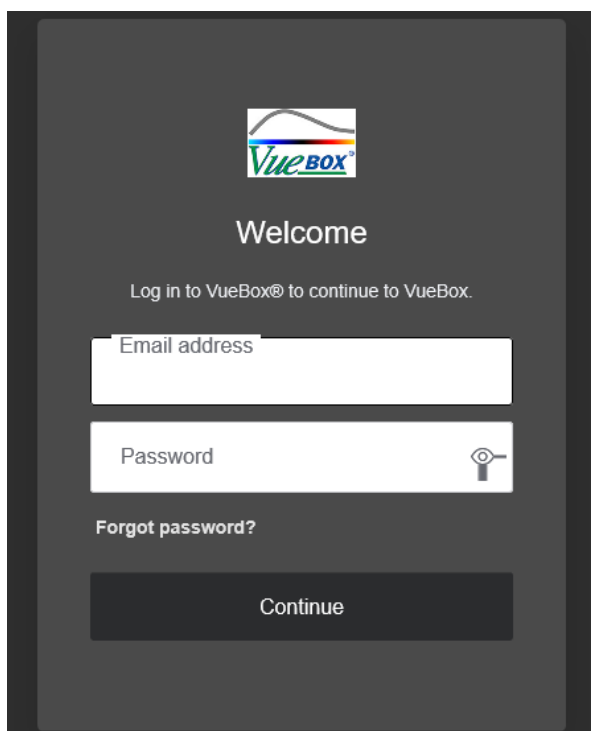 VueBOX®
Welcome
Log in to VueBox® to continue to VueBox.
Email address
Password
Forgot password?
Continue